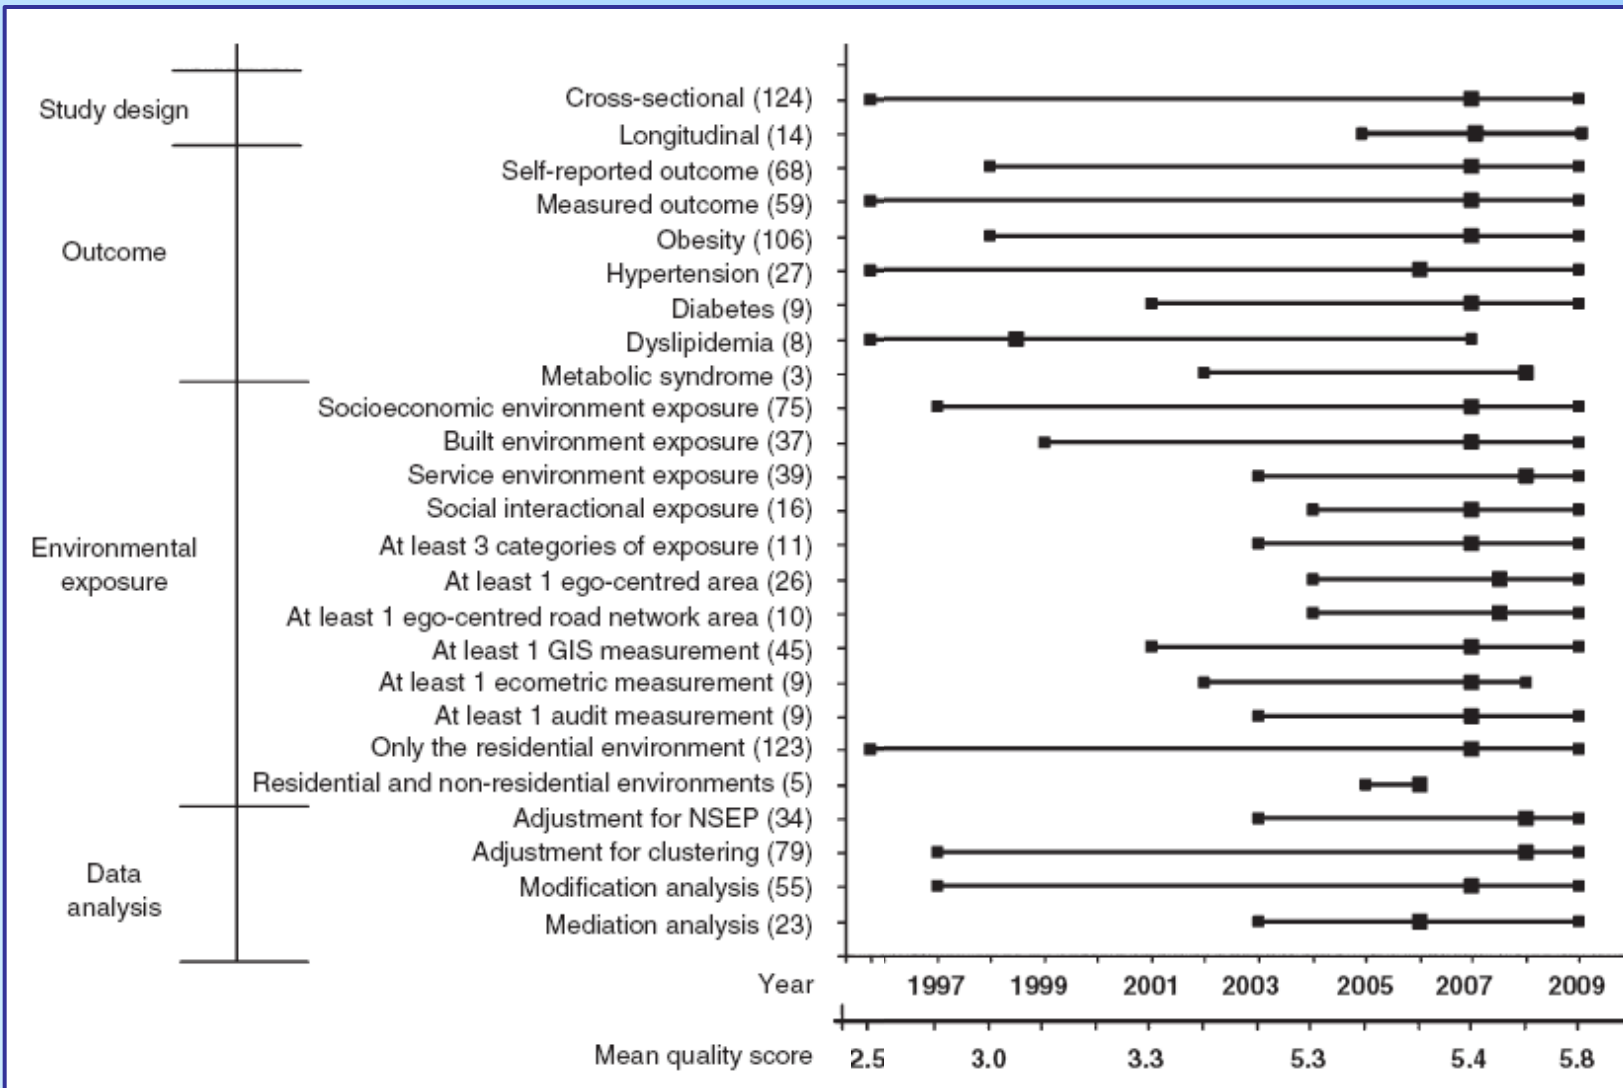 Study design
Cross-sectional (124)
Longitudinal (14)
Outcome
Self-reported outcome (68)
Measured outcome (59)
Obesity (106)
Hypertension (27)
Diabetes (9)
Dyslipidemia (8)
Metabolic syndrome (3)
Environmental
exposure
Socioeconomic environment exposure (75)
Built environment exposure (37)
Service environment exposure (39)
Social interactional exposure (16)
At least 3 categories of exposure (11)
At least 1 ego-centred area (26)
At least 1 ego-centred road network area (10)
At least 1 GIS measurement (45)
At least 1 ecometric measurement (9)
At least 1 audit measurement (9)
Only the residential environment (123)
Residential and non-residential environments (5)
Data
analysis
Adjustment for NSEP (34)
Adjustment for clustering (79)
Modification analysis (55)
Mediation analysis (23)
Year 1997 1999 2001 2003 2005 2007 2009
Mean quality score 2.5 3.0 3.3 5.3 5.4 5.8